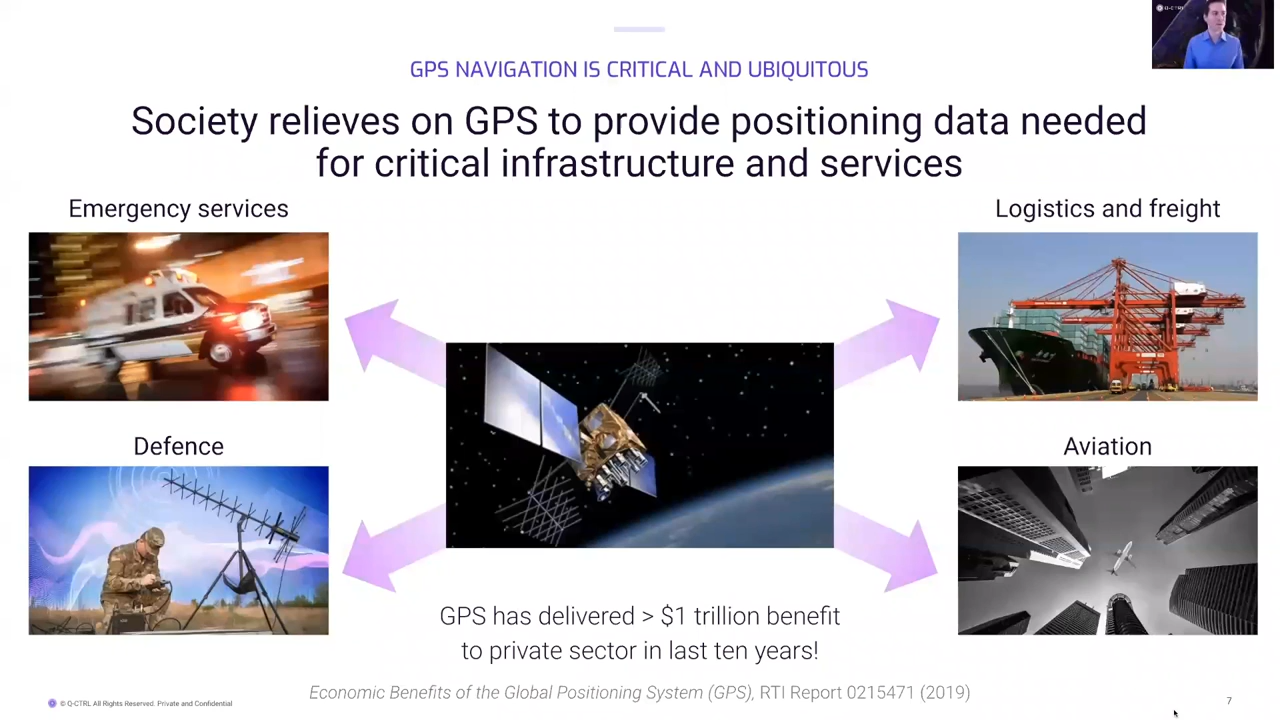 Q-CTRL
GPS NAVIGATION IS CRITICAL AND UBIQUITOUS
Society relieves on GPS to provide positioning data needed
for critical infrastructure and services
Emergency services
Logistics and freight
Defence
Aviation
GPS has delivered > $1 trillion benefit
to private sector in last ten years!
Economic Benefits of the Global Positioning System (GPS), RTI Report 0215471 (2019)
© Q-CTRL All Rights Reserved. Private and Confidential
7